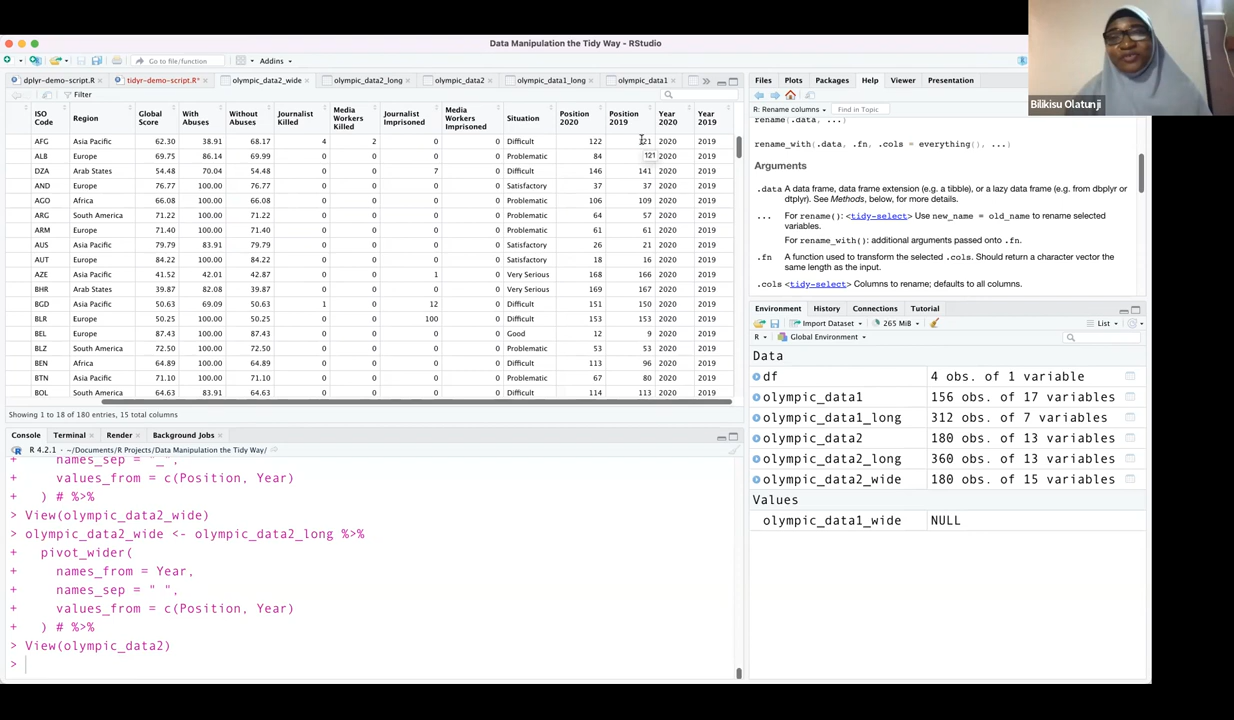 Data Manipulation the Tidy Way - RStudio
Go to file/function
Addins
dplyr-demo-script.R
tidyr-demo-script.R*
olympic_data2_wide
olympic_data2_long
olympic_data2
olympic_data1_long
olympic_data1
Filter
ISO Code Region Global Score With Abuses Without Abuses Journalist Killed Media Workers Killed Journalist Imprisoned Media Workers Imprisoned Situation Position 2020 Position 2019 Year 2020 Year 2019
AFG Asia Pacific 62.30 38.91 68.17 4 2 0 0 Difficult 122 121 2020 2019
121
ALB Europe 69.75 86.14 69.99 0 0 0 0 Problematic 84 2020 2019
DZA Arab States 54.48 70.04 54.48 0 0 7 0 Difficult 146 141 2020 2019
AND Europe 76.77 100.00 76.77 0 0 0 0 Satisfactory 37 37 2020 2019
AGO Africa 66.08 100.00 66.08 0 0 0 0 Problematic 106 109 2020 2019
ARG South America 71.22 100.00 71.22 0 0 0 0 Problematic 64 57 2020 2019
ARM Europe 71.40 100.00 71.40 0 0 0 0 Problematic 61 61 2020 2019
AUS Asia Pacific 79.79 83.91 79.79 0 0 0 0 Satisfactory 26 21 2020 2019
AUT Europe 84.22 100.00 84.22 0 0 0 0 Satisfactory 18 16 2020 2019
AZE Asia Pacific 41.52 42.01 42.87 0 0 1 0 Very Serious 168 166 2020 2019
BHR Arab States 39.87 82.08 39.87 0 0 0 0 Very Serious 169 167 2020 2019
BGD Asia Pacific 50.63 69.09 50.63 1 0 12 0 Difficult 151 150 2020 2019
BLR Europe 50.25 100.00 50.25 0 0 100 0 Difficult 153 153 2020 2019
BEL Europe 87.43 100.00 87.43 0 0 0 0 Good 12 9 2020 2019
BLZ South America 72.50 100.00 72.50 0 0 0 0 Problematic 53 53 2020 2019
BEN Africa 64.89 100.00 64.89 0 0 0 0 Difficult 113 96 2020 2019
BTN Asia Pacific 71.10 100.00 71.10 0 0 0 0 Problematic 67 80 2020 2019
BOL South America 64.63 83.91 64.63 0 0 0 0 Difficult 114 113 2020 2019
Showing 1 to 18 of 180 entries, 15 total columns
Console Terminal Render Background Jobs
R 4.2.1 · ~/Documents/R Projects/Data Manipulation the Tidy Way/
+ names_sep = "_",
+ values_from = c(Position, Year)
+ ) # %>%
> View(olympic_data2_wide)
> olympic_data2_wide <- olympic_data2_long %>%
+ pivot_wider(
+ names_from = Year,
+ names_sep = " ",
+ values_from = c(Position, Year)
+ ) # %>%
> View(olympic_data2)
>
Bilikisu Olatunji
Files Plots Packages Help Viewer Presentation
R: Rename columns
Find in Topic
rename(.data, ...)
rename_with(.data, .fn, .cols = everything(), ...)
Arguments
.data A data frame, data frame extension (e.g. a tibble), or a lazy data frame (e.g. from dbplyr or
dtplyr). See Methods, below, for more details.
... For rename(): <tidy-select> Use new_name = old_name to rename selected
variables.
For rename_with(): additional arguments passed onto .fn.
.fn A function used to transform the selected .cols. Should return a character vector the
same length as the input.
.cols <tidy-select> Columns to rename; defaults to all columns.
Environment History Connections Tutorial
Import Dataset
265 MiB
List
R
Global Environment
Data
df 4 obs. of 1 variable
olympic_data1 156 obs. of 17 variables
olympic_data1_long 312 obs. of 7 variables
olympic_data2 180 obs. of 13 variables
olympic_data2_long 360 obs. of 13 variables
olympic_data2_wide 180 obs. of 15 variables
Values
olympic_data1_wide NULL